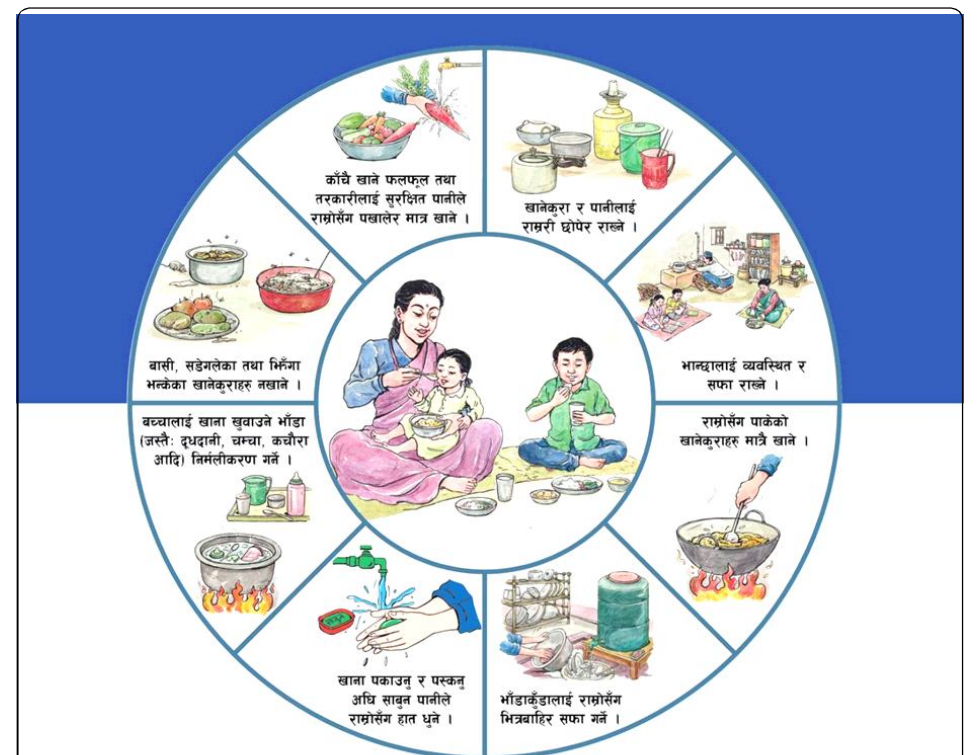 काँचै खाने फलफूल तथा
तरकारीलाई सुरक्षित पानीले
राम्रोसँग पखालेर मात्र खाने ।
खानेकुरा र पानीलाई
राम्ररी छोपेर राख्ने ।
भान्छालाई व्यवस्थित र
सफा राख्ने ।
राम्रोसँग पाकेको
खानेकुराहरु मात्रै खाने ।
भाँडाकुँडालाई राम्रोसँग
भित्रबाहिर सफा गर्ने ।
खाना पकाउनु र पस्कनु
अघि साबुन पानीले
राम्रोसँग हात धुने ।
बच्चालाई खाना खुवाउने भाँडा
(जस्तैः दूधदानी, चम्चा, कचौरा
आदि) निर्मलीकरण गर्ने ।
बासी, सडेगलेका तथा झिँगा
भन्केका खानेकुराहरु नखाने ।